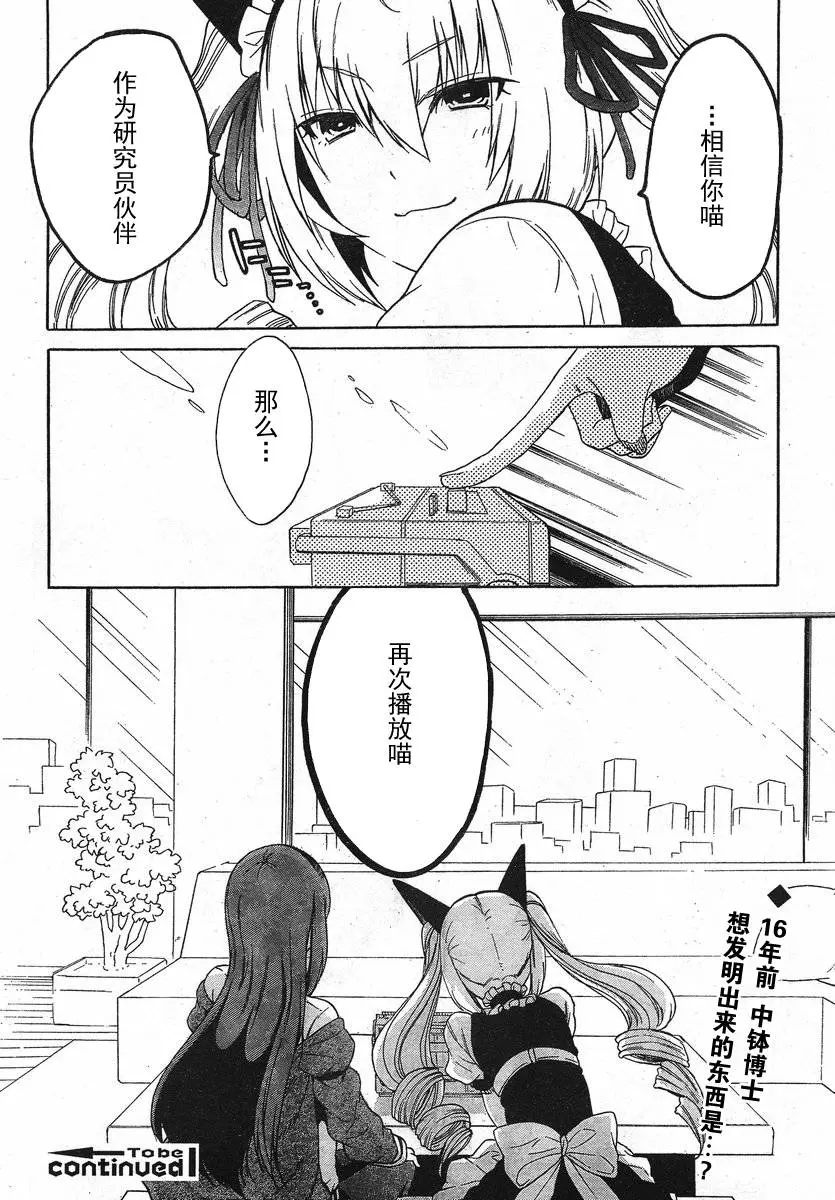 …相信你喵
作为研究员伙伴
那么…
再次播放喵
◆16年前 中钵博士
想发明出来的东西是…?
To be
continued